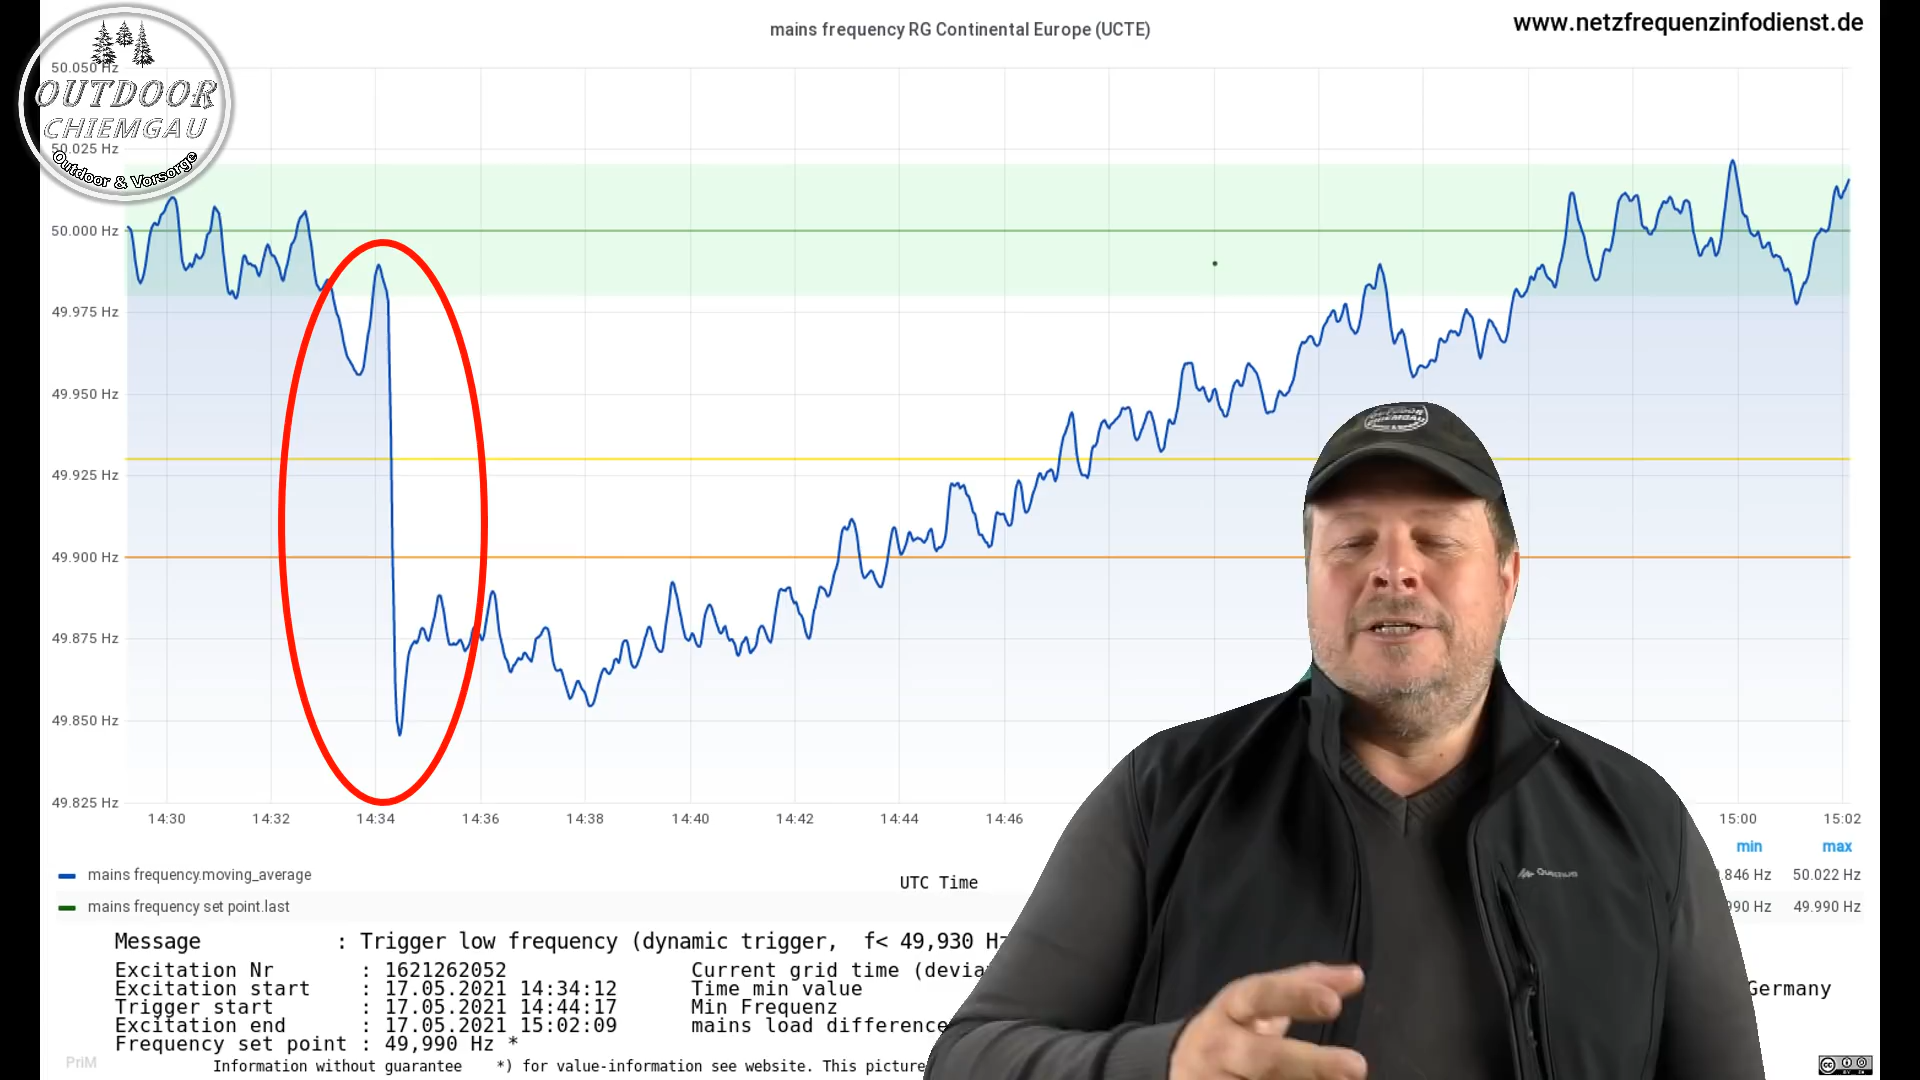 mains frequency RG Continental Europe (UCTE)
www.netzfrequenzinfodienst.de
OUTDOOR
CHIEMGAU
Outdoor & Vorsorge
50.050 Hz
50.025 Hz
50.000 Hz
49.975 Hz
49.950 Hz
49.925 Hz
49.900 Hz
49.875 Hz
49.850 Hz
49.825 Hz
14:30 14:32 14:34 14:36 14:38 14:40 14:42 14:44 14:46 15:00 15:02
min max
mains frequency.moving_average .846 Hz 50.022 Hz
UTC Time
mains frequency set point.last 990 Hz 49.990 Hz
OUTDOOR
CHIEMGAU
Quechua
Message : Trigger low frequency (dynamic trigger, f< 49,930 Hz
Excitation Nr : 1621262052 Current grid time
Excitation start : 17.05.2021 14:34:12 Time min value Germany
Trigger start : 17.05.2021 14:44:17 Min Frequenz
Excitation end : 17.05.2021 15:02:09 mains load difference
Frequency set point : 49,990 Hz *
PriM
Information without guarantee *) for value-information see website. This picture